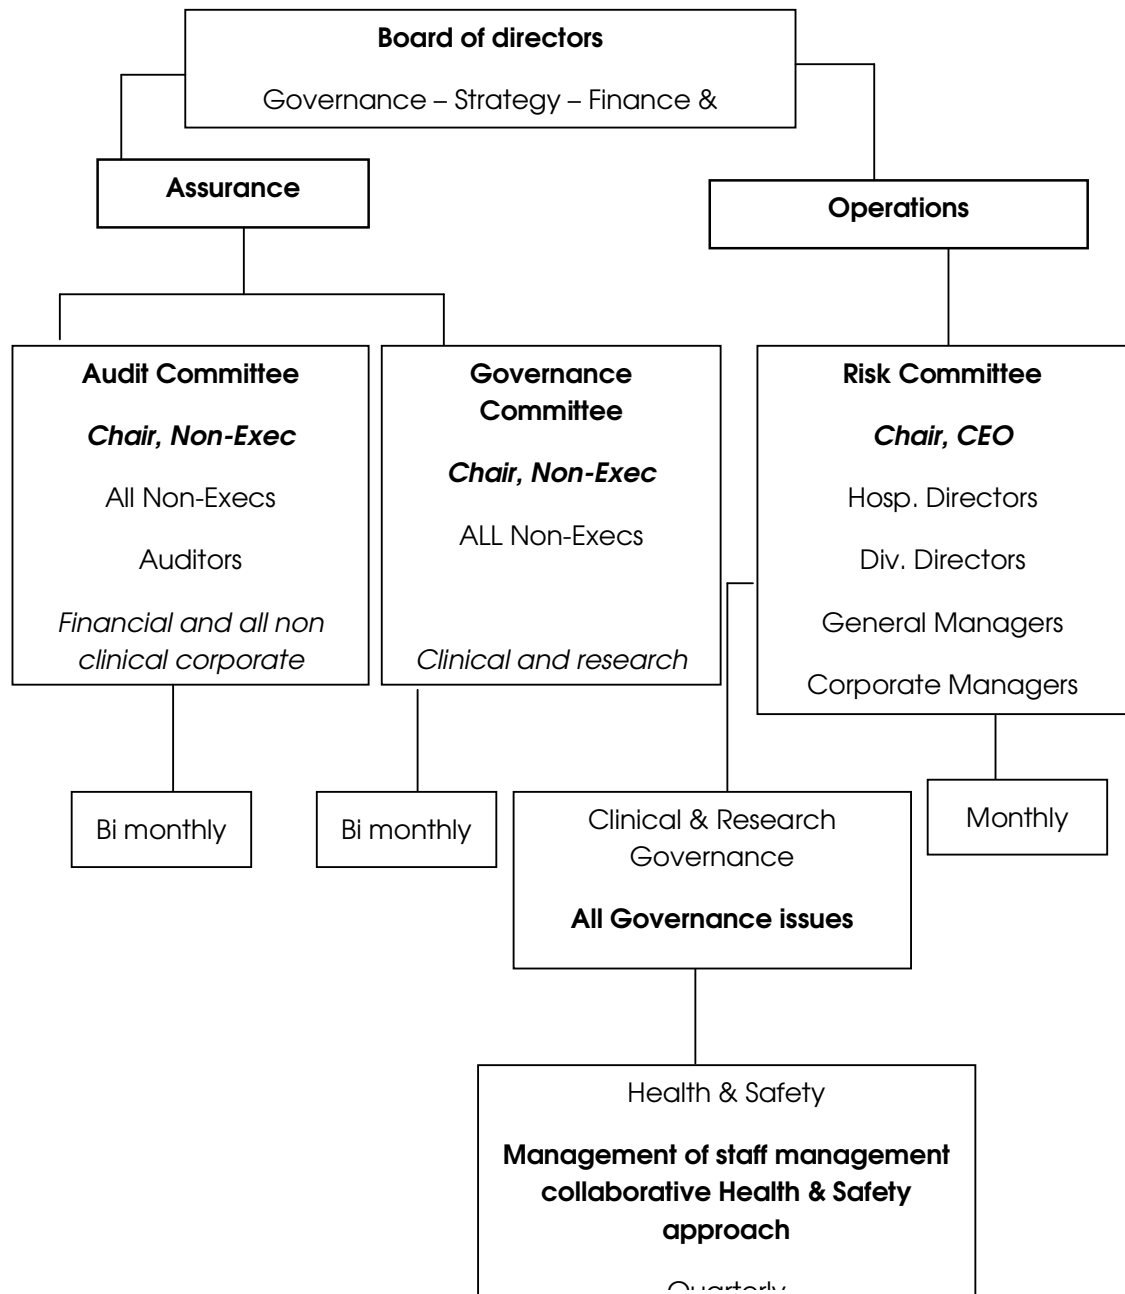 Board of directors
Governance – Strategy – Finance &
Assurance
Operations
Audit Committee
Chair, Non-Exec
All Non-Execs
Auditors
Financial and all non
clinical corporate
Governance
Committee
Chair, Non-Exec
ALL Non-Execs
Clinical and research
Risk Committee
Chair, CEO
Hosp. Directors
Div. Directors
General Managers
Corporate Managers
Bi monthly
Bi monthly
Clinical & Research
Governance
All Governance issues
Monthly
Health & Safety
Management of staff management
collaborative Health & Safety
approach
Quarterly